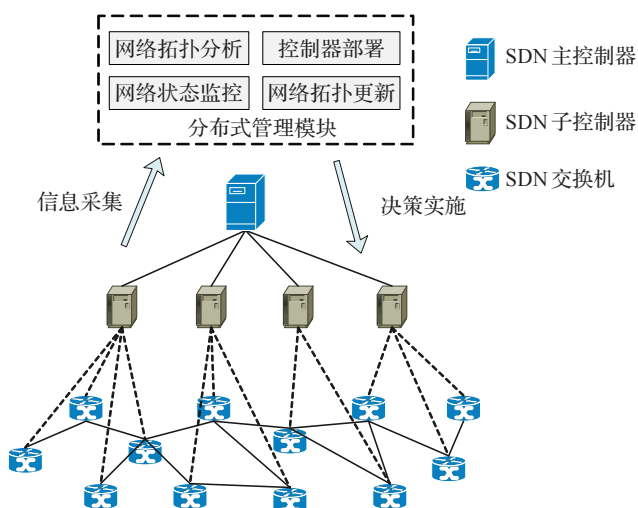 网络拓扑分析
控制器部署
网络状态监控
网络拓扑更新
分布式管理模块
SDN 主控制器
SDN 子控制器
SDN 交换机
信息采集
决策实施